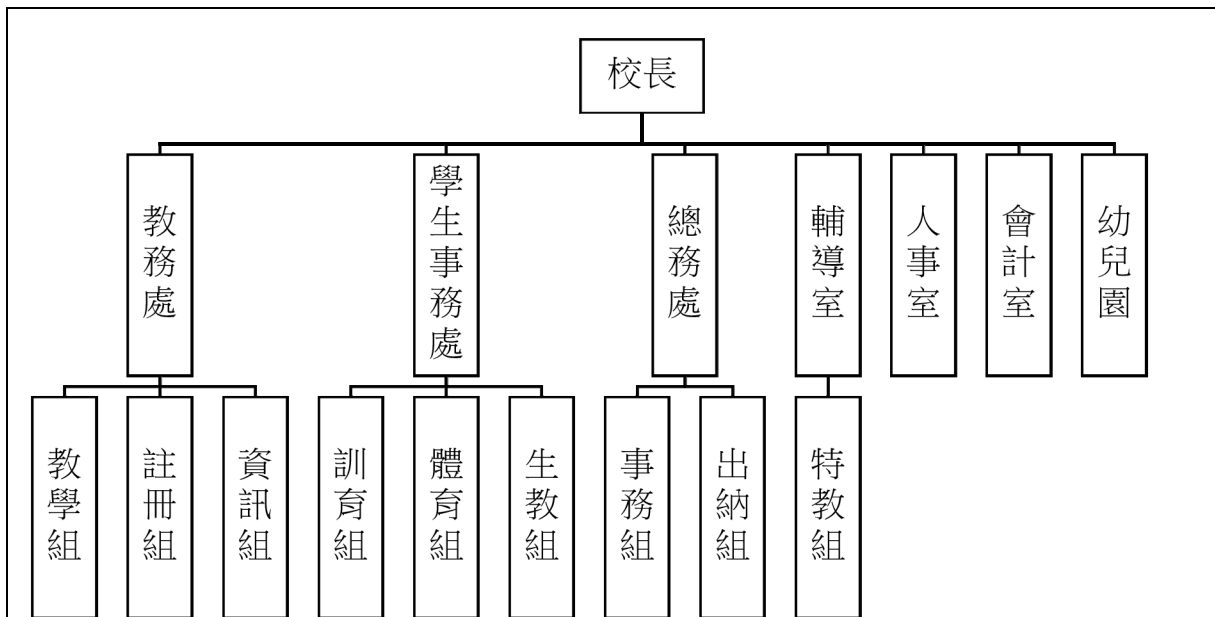 校長
教務處
學生事務處
總務處
輔導室
人事室
會計室
幼兒園
教學組
註冊組
資訊組
訓育組
體育組
生教組
事務組
出納組
特教組